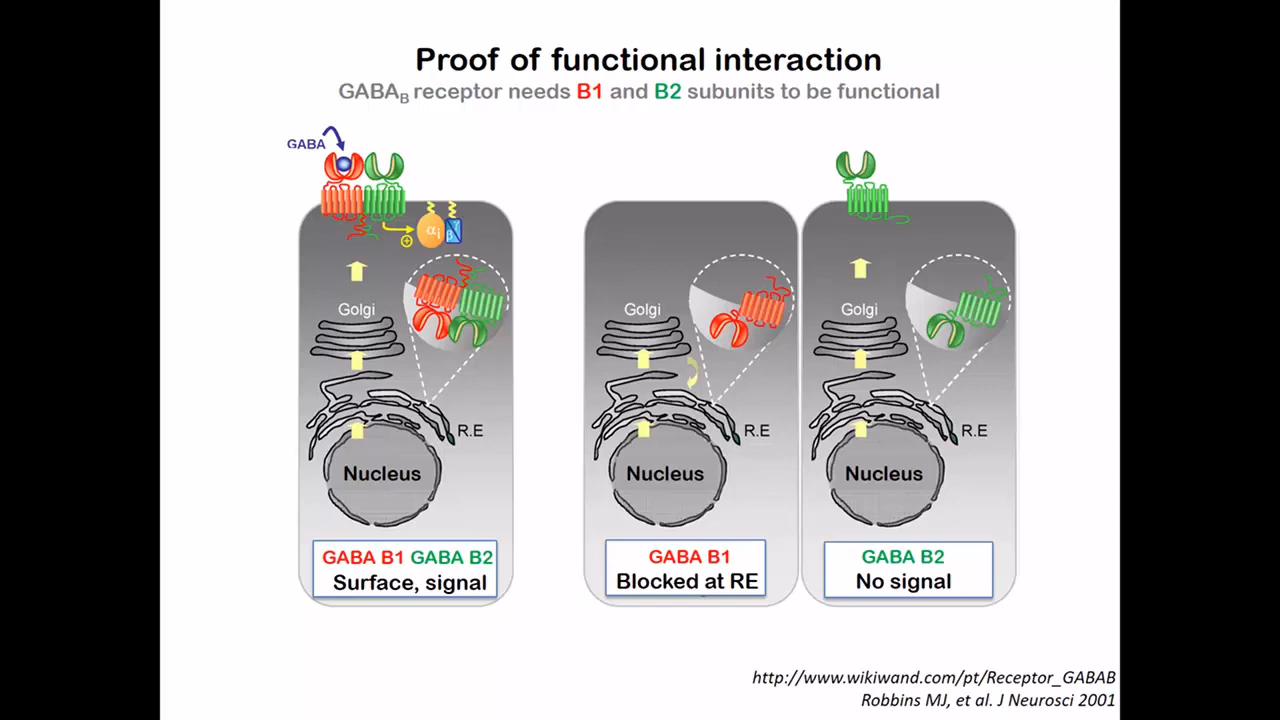 Proof of functional interaction
GABAB receptor needs B1 and B2 subunits to be functional
GABA
αi
β
Golgi
R.E
Nucleus
GABA B1 GABA B2
Surface, signal
Golgi
R.E
Nucleus
GABA B1
Blocked at RE
Golgi
R.E
Nucleus
GABA B2
No signal
http://www.wikiwand.com/pt/Receptor_GABAB
Robbins MJ, et al. J Neurosci 2001